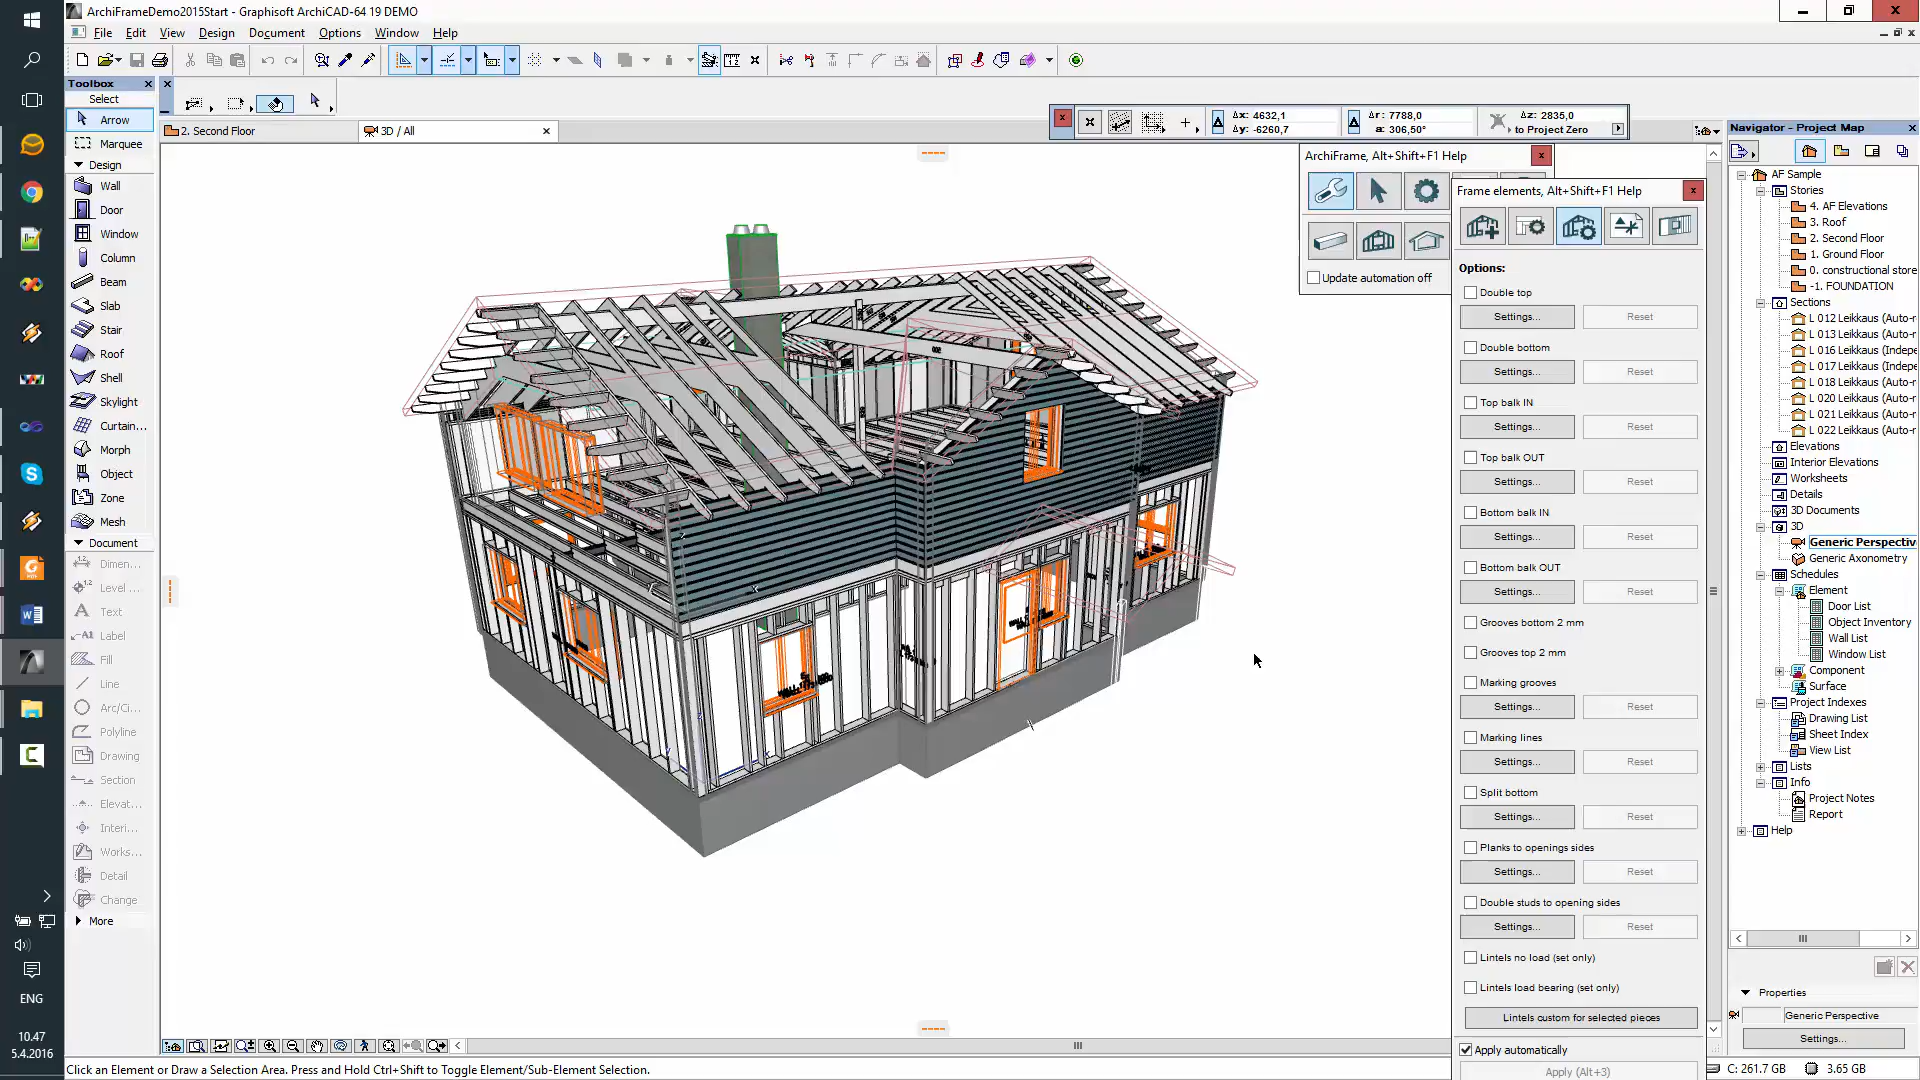 ArchiFrameDemo2015Start - Graphisoft ArchiCAD-64 19 DEMO
File Edit View Design Document Options Window Help
Toolbox
Select
Arrow
Marquee
Design
Wall
Door
Window
Column
Beam
Slab
Stair
Roof
Shell
Skylight
Curtain...
Morph
Object
Zone
Mesh
Document
Dimen...
Level ...
Text
Label
Fill
Line
Arc/Ci...
Polyline
Drawing
Section
Elevat...
Interi...
Works...
Detail
Change
More
ENG
10.47
5.4.2016
2. Second Floor
3D / All
Δx: 4632,1
Δy: -6260,7
Δr: 7788,0
a: 306,50°
Δz: 2835,0
to Project Zero
ArchiFrame, Alt+Shift+F1 Help
Update automation off
Frame elements, Alt+Shift+F1 Help
Options:
Double top
Settings... Reset
Double bottom
Settings... Reset
Top balk IN
Settings... Reset
Top balk OUT
Settings... Reset
Bottom balk IN
Settings... Reset
Bottom balk OUT
Settings... Reset
Grooves bottom 2 mm
Grooves top 2 mm
Marking grooves
Settings... Reset
Marking lines
Settings... Reset
Split bottom
Settings... Reset
Planks to openings sides
Settings... Reset
Double studs to opening sides
Settings... Reset
Lintels no load (set only)
Lintels load bearing (set only)
Lintels custom for selected pieces
Apply automatically
Apply (Alt+3)
Navigator - Project Map
AF Sample
Stories
4. AF Elevations
3. Roof
2. Second Floor
1. Ground Floor
0. constructional store
-1. FOUNDATION
Sections
L 012 Leikkaus (Auto-r
L 013 Leikkaus (Auto-r
L 016 Leikkaus (Indepe
L 017 Leikkaus (Indepe
L 018 Leikkaus (Auto-r
L 020 Leikkaus (Auto-r
L 021 Leikkaus (Auto-r
L 022 Leikkaus (Auto-r
Elevations
Interior Elevations
Worksheets
Details
3D Documents
3D
Generic Perspectiv
Generic Axonometry
Schedules
Element
Door List
Object Inventory
Wall List
Window List
Component
Surface
Project Indexes
Drawing List
Sheet Index
View List
Lists
Info
Project Notes
Report
Help
Properties
Generic Perspective
Settings...
Click an Element or Draw a Selection Area. Press and Hold Ctrl+Shift to Toggle Element/Sub-Element Selection.
C: 261.7 GB 3.65 GB